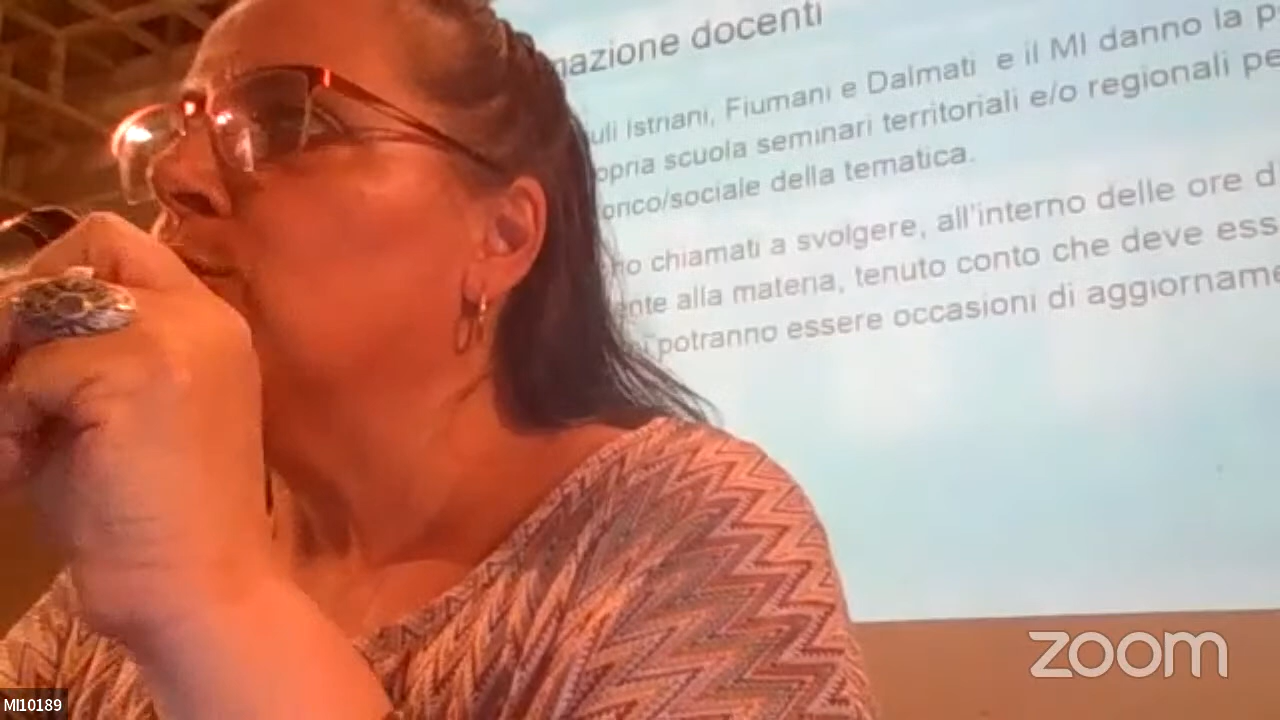 mazione docenti
uli Istriani, Fiumani e Dalmati e il MI danno la p
opria scuola seminari territoriali e/o regionali pe
orico/sociale della tematica.
no chiamati a svolgere, all'interno delle ore d
ente alla materia, tenuto conto che deve ess
i potranno essere occasioni di aggiorname
zoom
MI10189